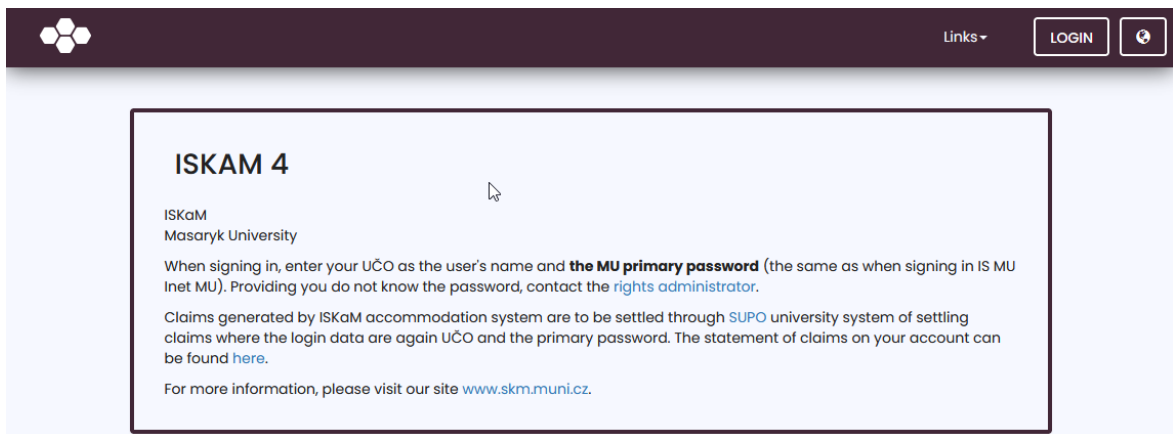 Links
LOGIN
ISKAM 4
ISKaM
Masaryk University
When signing in, enter your UČO as the user's name and the MU primary password (the same as when signing in IS MU
Inet MU). Providing you do not know the password, contact the rights administrator.
Claims generated by ISKaM accommodation system are to be settled through SUPO university system of settling
claims where the login data are again UČO and the primary password. The statement of claims on your account can
be found here.
For more information, please visit our site www.skm.muni.cz.